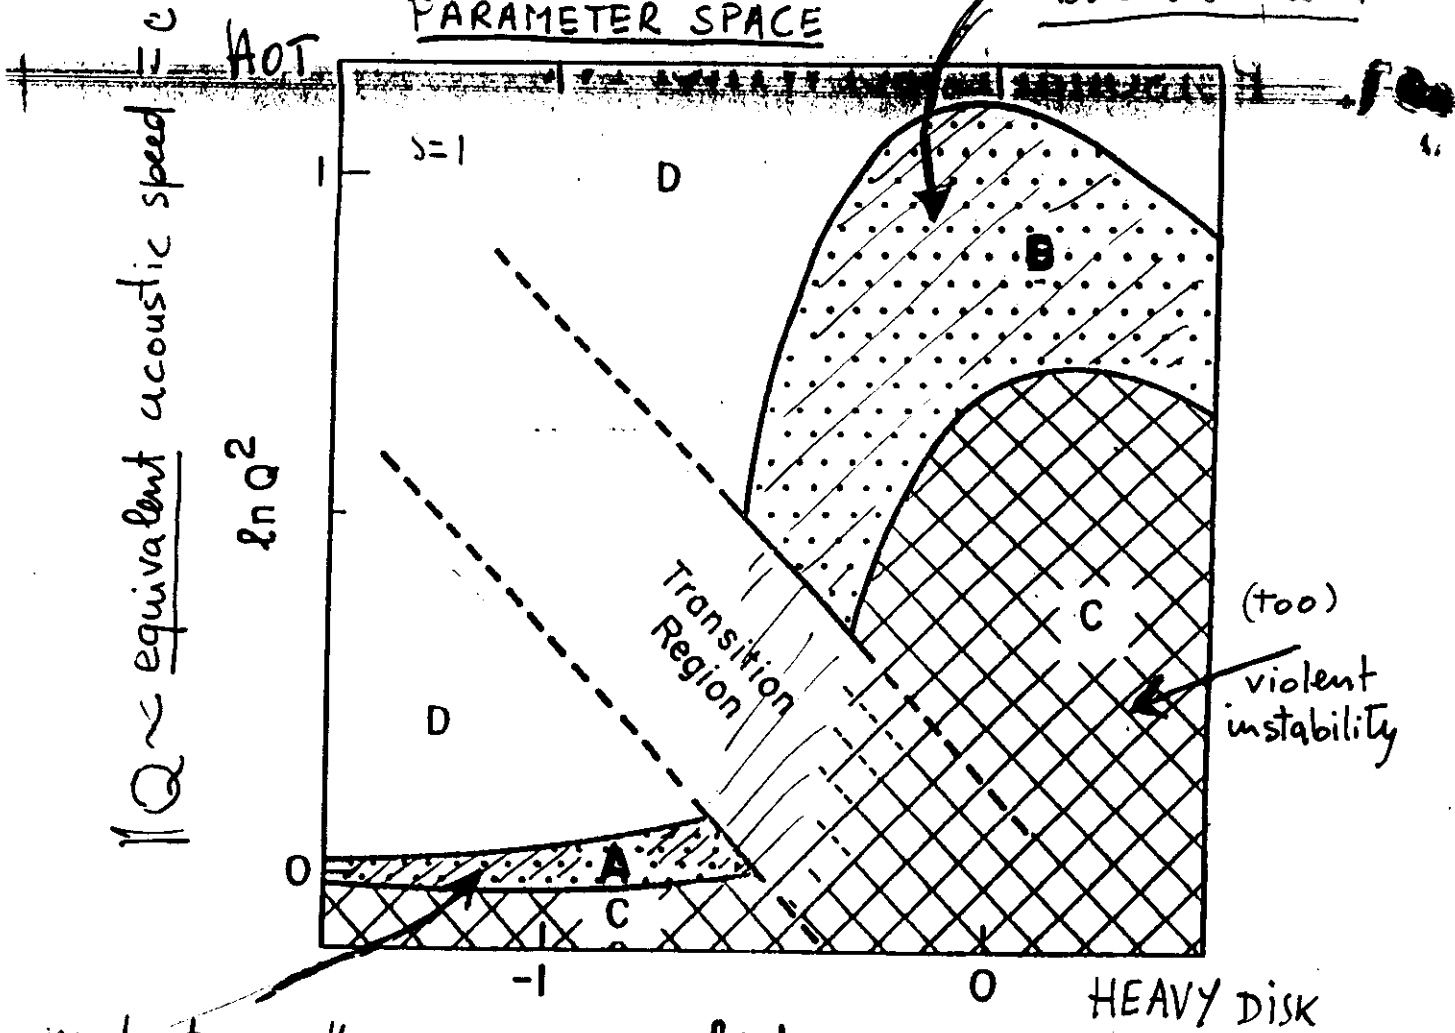 PARAMETER SPACE
HOT
s=1
1
D
B
Q ~ equivalent acoustic speed
ln Q²
Transition
Region
C
(too)
violent
instability
D
A
0
C
-1
0
HEAVY DISK